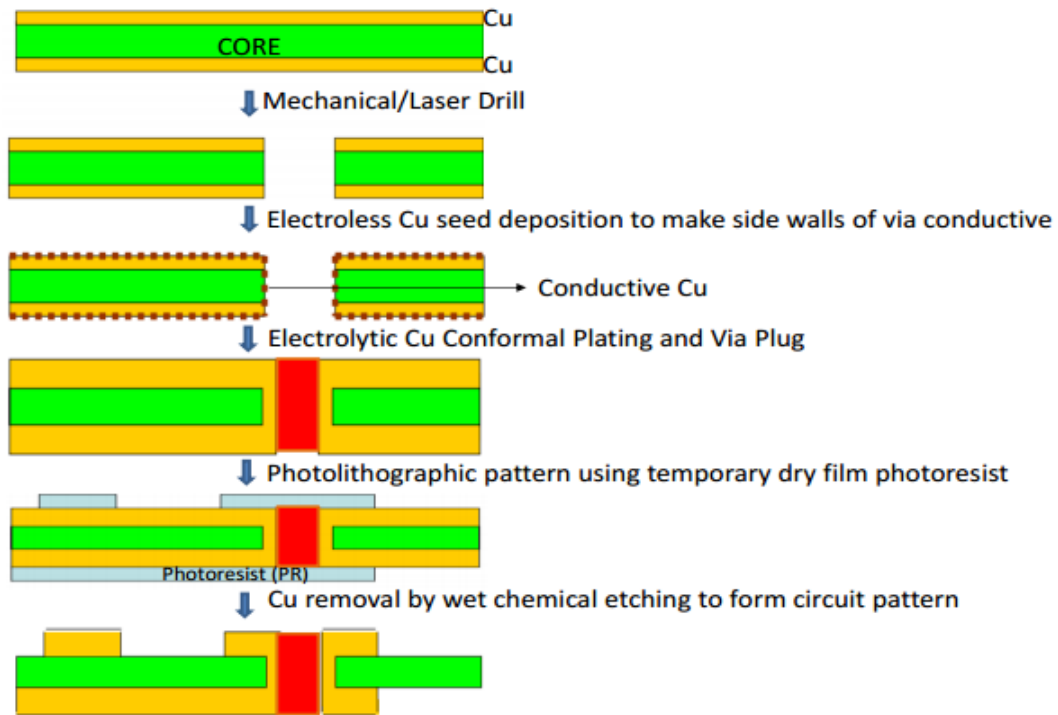 Cu
CORE
Cu
Mechanical/Laser Drill
Electroless Cu seed deposition to make side walls of via conductive
Conductive Cu
Electrolytic Cu Conformal Plating and Via Plug
Photolithographic pattern using temporary dry film photoresist
Photoresist (PR)
Cu removal by wet chemical etching to form circuit pattern